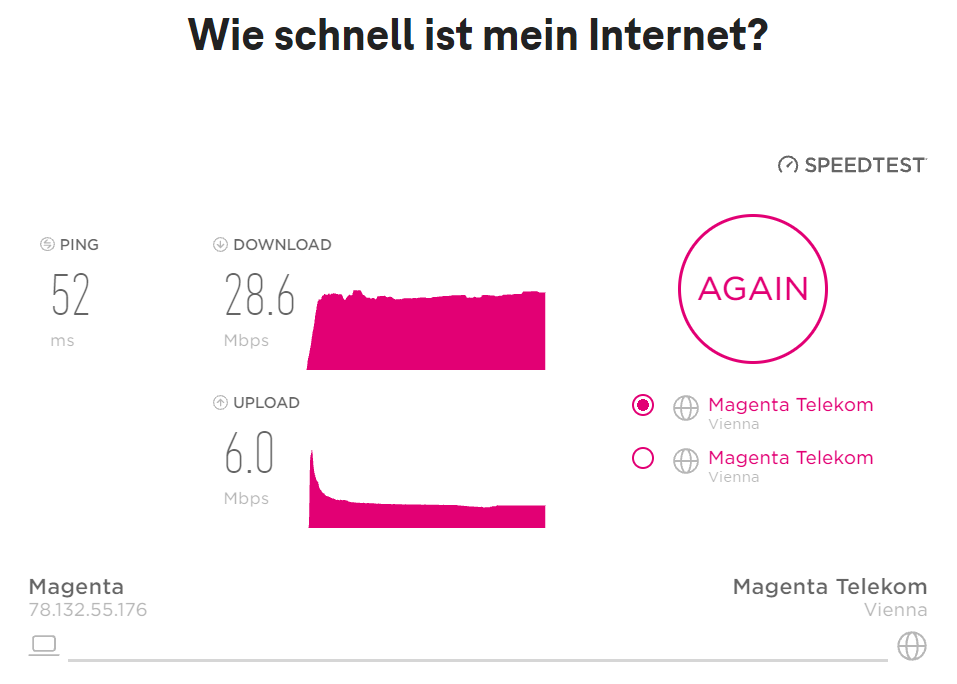 Wie schnell ist mein Internet?
SPEEDTEST
PING
52
ms
DOWNLOAD
28.6
Mbps
UPLOAD
6.0
Mbps
AGAIN
Magenta Telekom
Vienna
Magenta Telekom
Vienna
Magenta
78.132.55.176
Magenta Telekom
Vienna